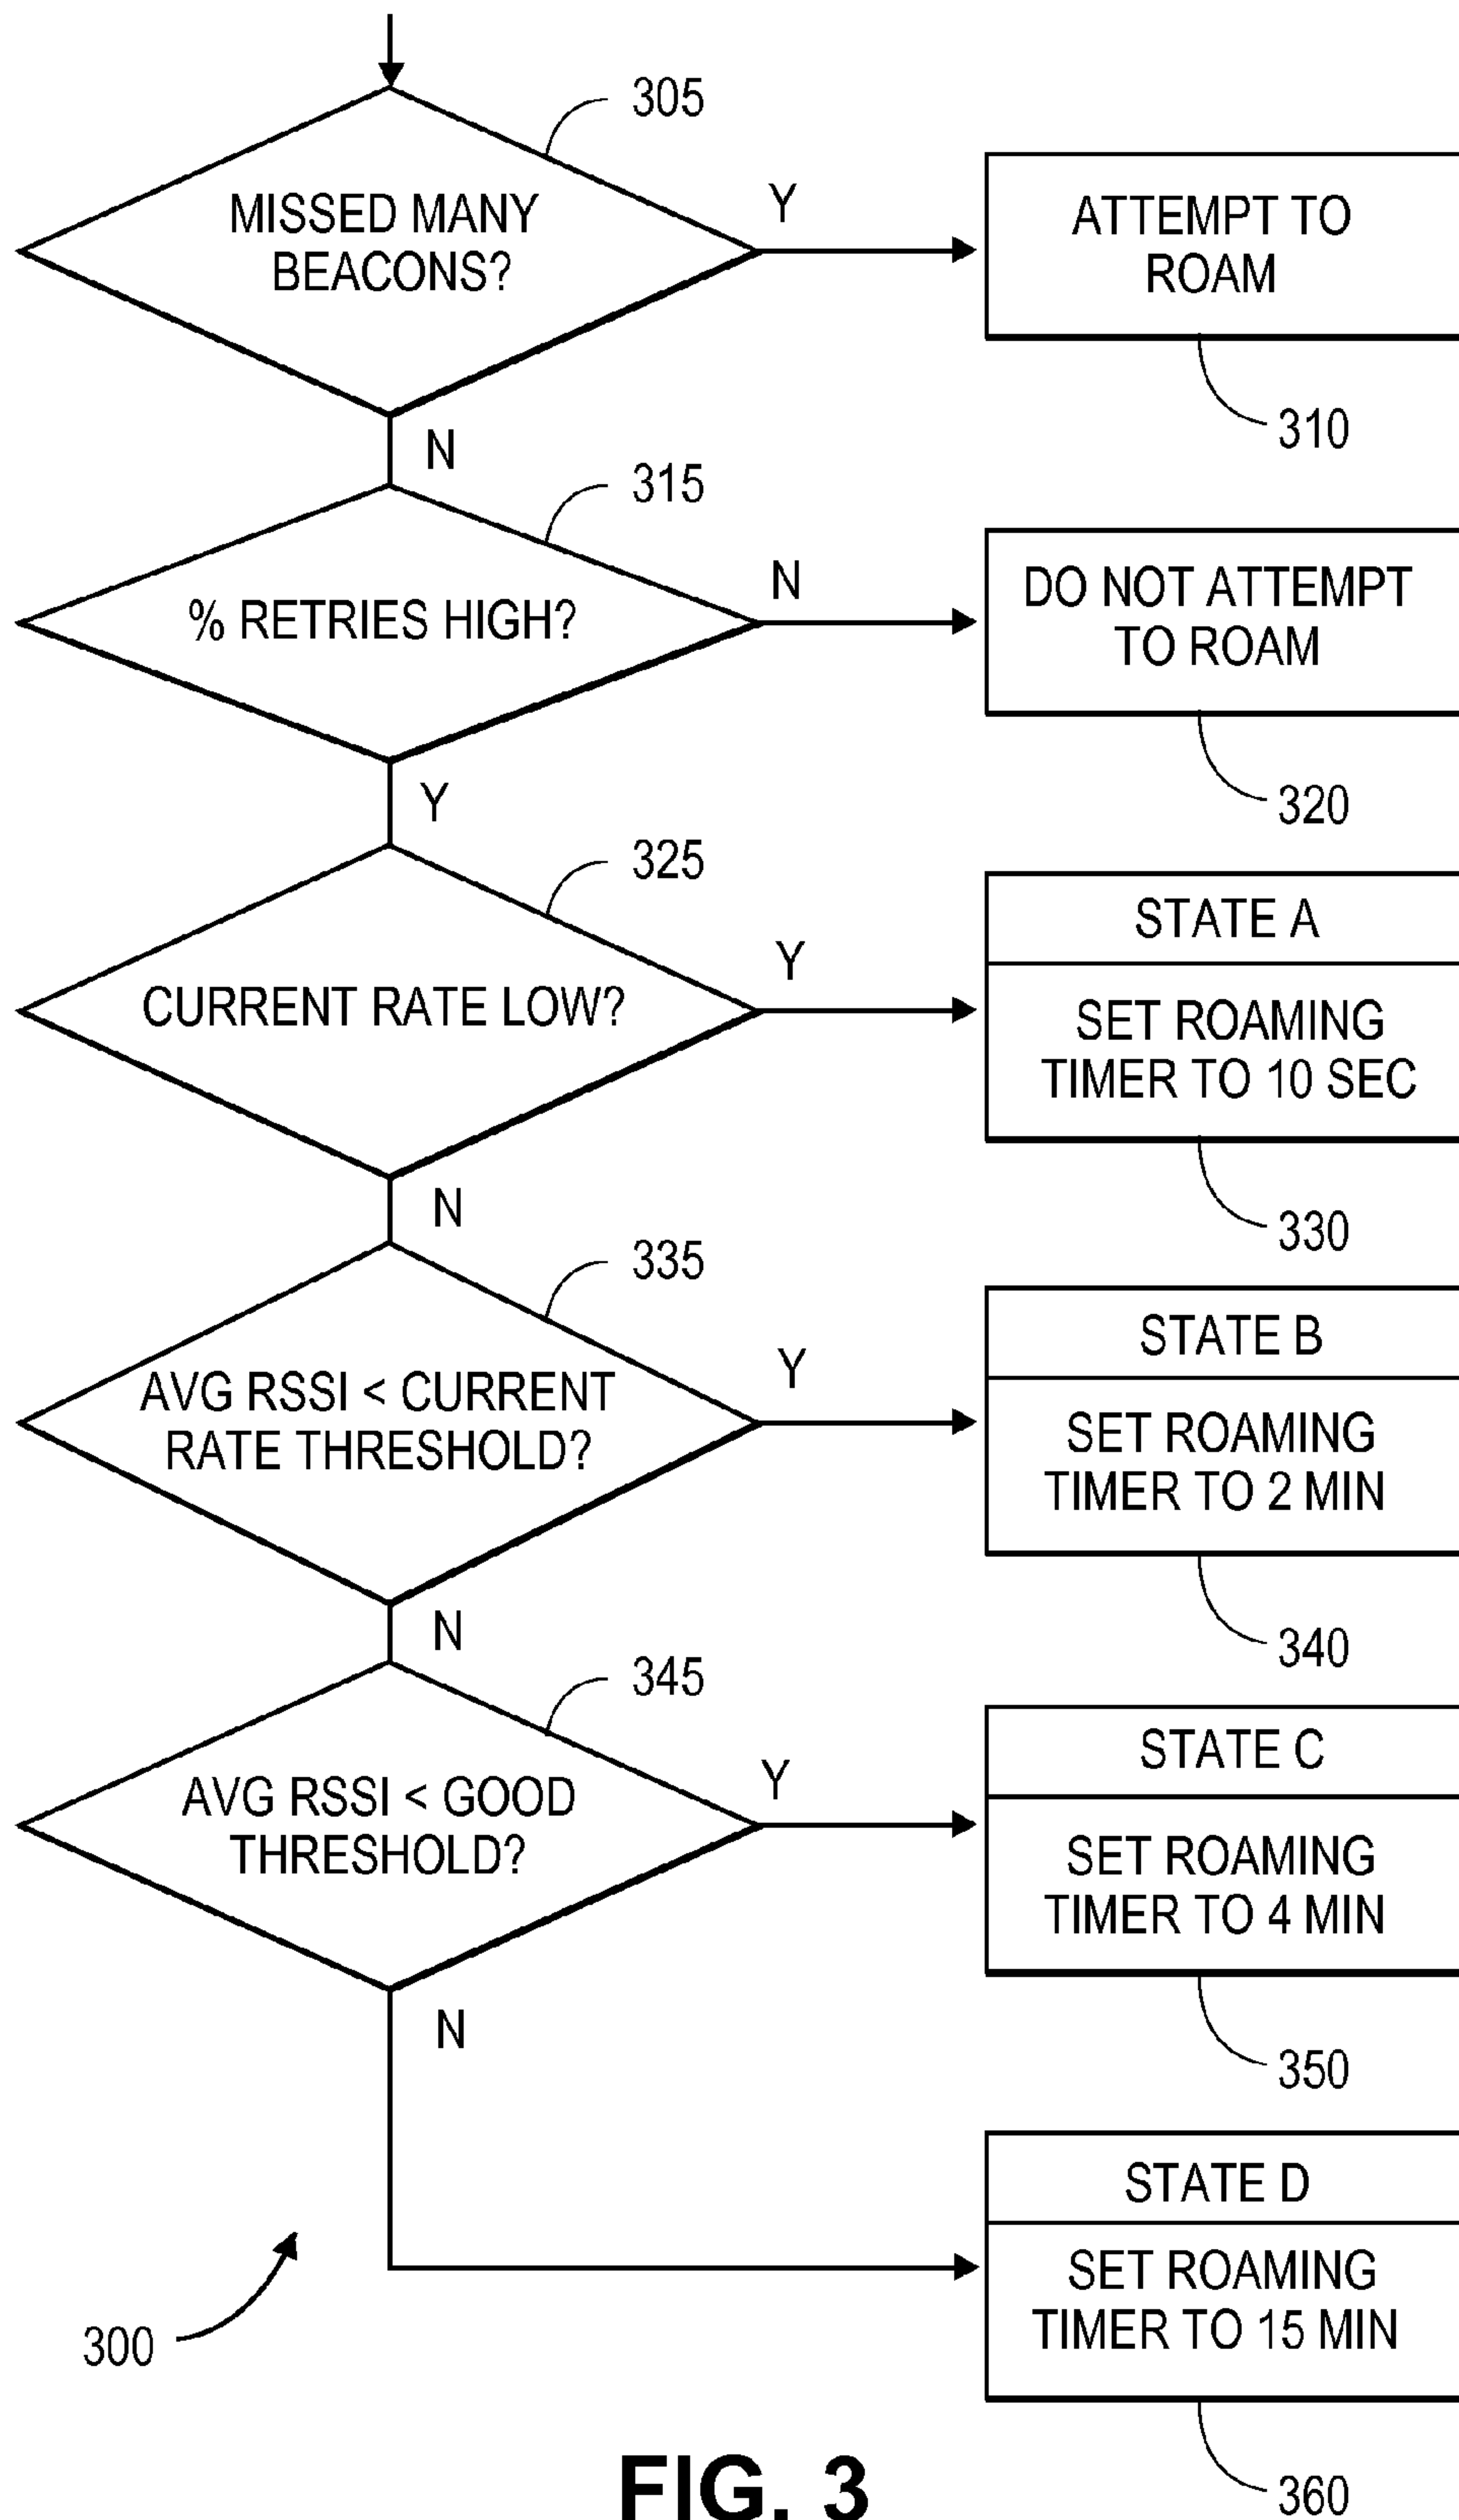 305
MISSED MANY
BEACONS?
Y
ATTEMPT TO
ROAM
310
N
315
% RETRIES HIGH?
N
DO NOT ATTEMPT
TO ROAM
320
Y
325
CURRENT RATE LOW?
Y
STATE A
SET ROAMING
TIMER TO 10 SEC
330
N
335
AVG RSSI < CURRENT
RATE THRESHOLD?
Y
STATE B
SET ROAMING
TIMER TO 2 MIN
340
N
345
AVG RSSI < GOOD
THRESHOLD?
Y
STATE C
SET ROAMING
TIMER TO 4 MIN
350
N
STATE D
SET ROAMING
TIMER TO 15 MIN
360
300
FIG. 3